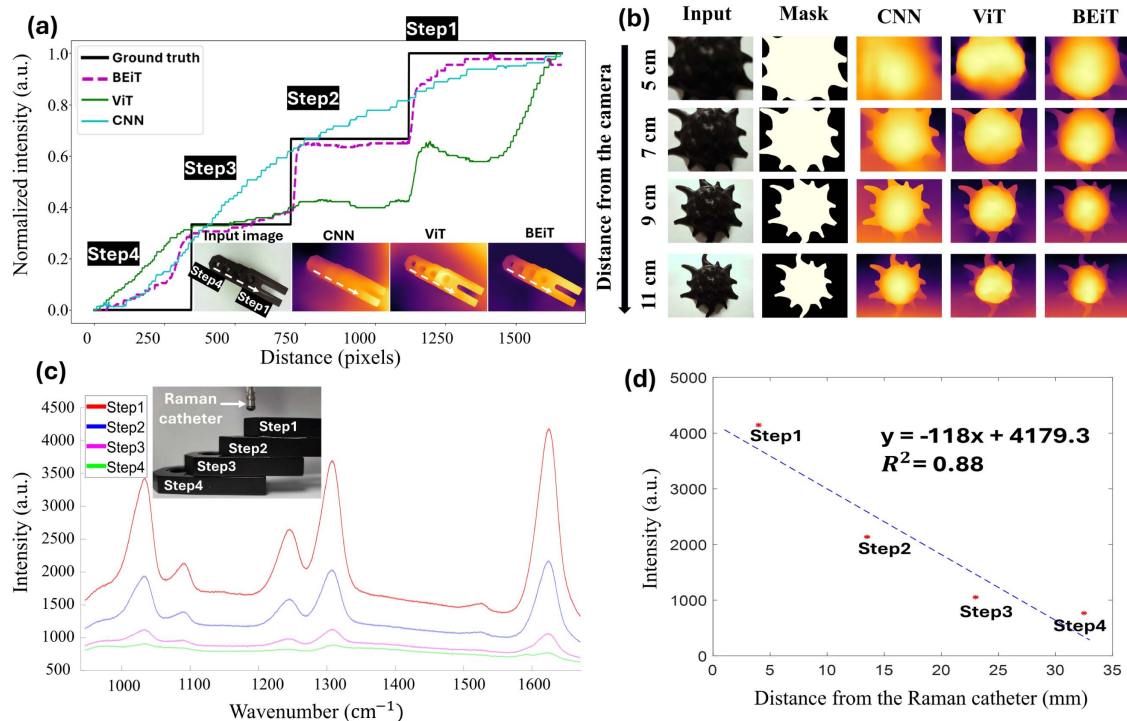 (a)
Step1
Ground truth
BEiT
ViT
CNN
Step2
Step3
Step4
Normalized intensity (a.u.)
1.0
0.8
0.6
0.4
0.2
0.0
Input image
CNN
ViT
BEiT
Step4
Step1
0
250
500
750
1000
1250
1500
Distance (pixels)
(b)
Input
Mask
CNN
ViT
BEiT
Distance from the camera
5 cm
7 cm
9 cm
11 cm
(c)
Step1
Step2
Step3
Step4
Raman
catheter
Step1
Step2
Step3
Step4
Intensity (a.u.)
4500
4000
3500
3000
2500
2000
1500
1000
500
1000
1100
1200
1300
1400
1500
1600
Wavenumber (cm⁻¹)
(d)
Intensity (a.u.)
5000
4000
3000
2000
1000
0
y = -118x + 4179.3
R² = 0.88
Step1
Step2
Step3
Step4
0
5
10
15
20
25
30
35
Distance from the Raman catheter (mm)